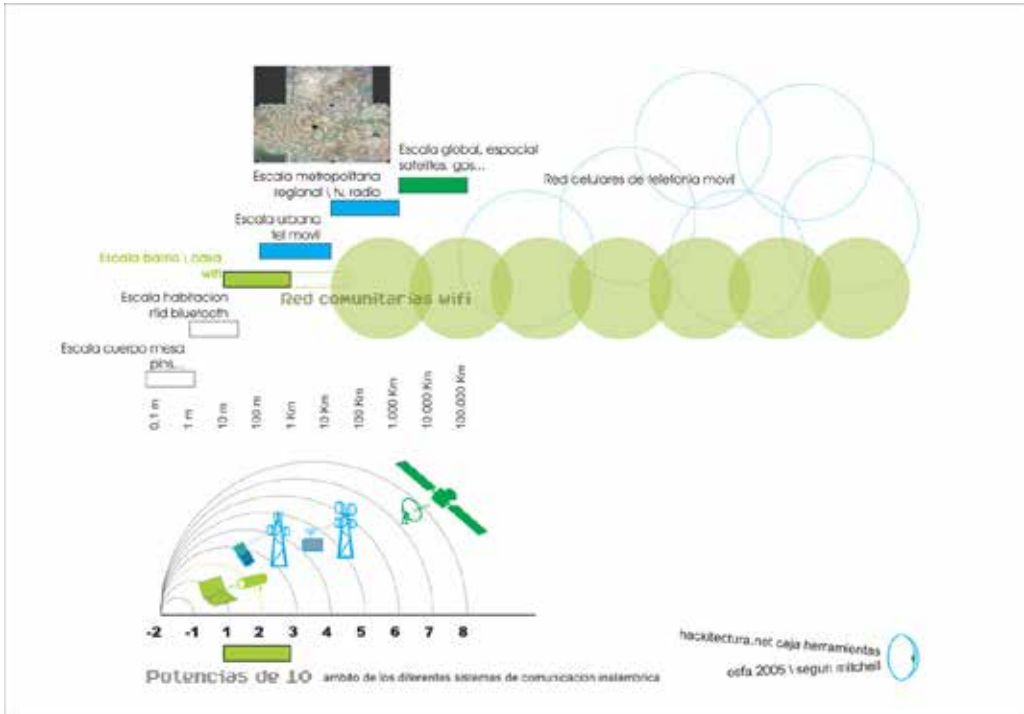 Escala global, espacial
satelites, gps...
Escala metropolitana
regional \ tv, radio
Red celulares de telefonia movil
Escala urbana
tel movil
Escala barrio \ casa
wifi
Red comunitarias wifi
Escala habitacion
rfid bluetooth
Escala cuerpo mesa
pins...
0,1 m
1 m
10 m
100 m
1 Km
10 Km
100 Km
1.000 Km
10.000 Km
100.000 Km
-2 -1 1 2 3 4 5 6 7 8
Potencias de 10 ambito de los diferentes sistemas de comunicacion inalambrica
hackitectura.net caja herramientas
osfa 2005 \ segun mitchell